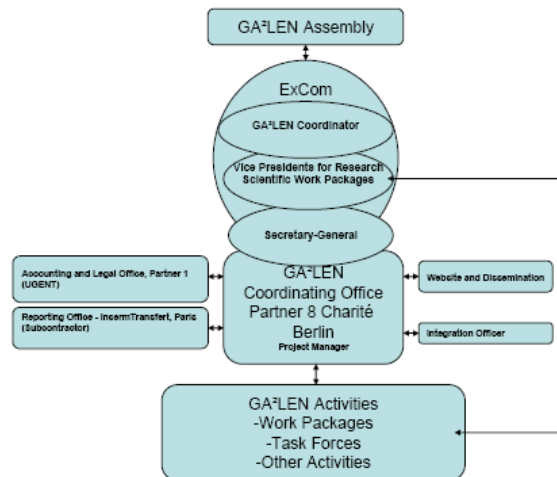 GA²LEN Assembly
ExCom
GA²LEN Coordinator
Vice Presidents for Research
Scientific Work Packages
Secretary-General
Accounting and Legal Office, Partner 1
(UGENT)
Reporting Office - InsermTransfert, Paris
(Subcontractor)
GA²LEN
Coordinating Office
Partner 8 Charité
Berlin
Project Manager
Website and Dissemination
Integration Officer
GA²LEN Activities
-Work Packages
-Task Forces
-Other Activities